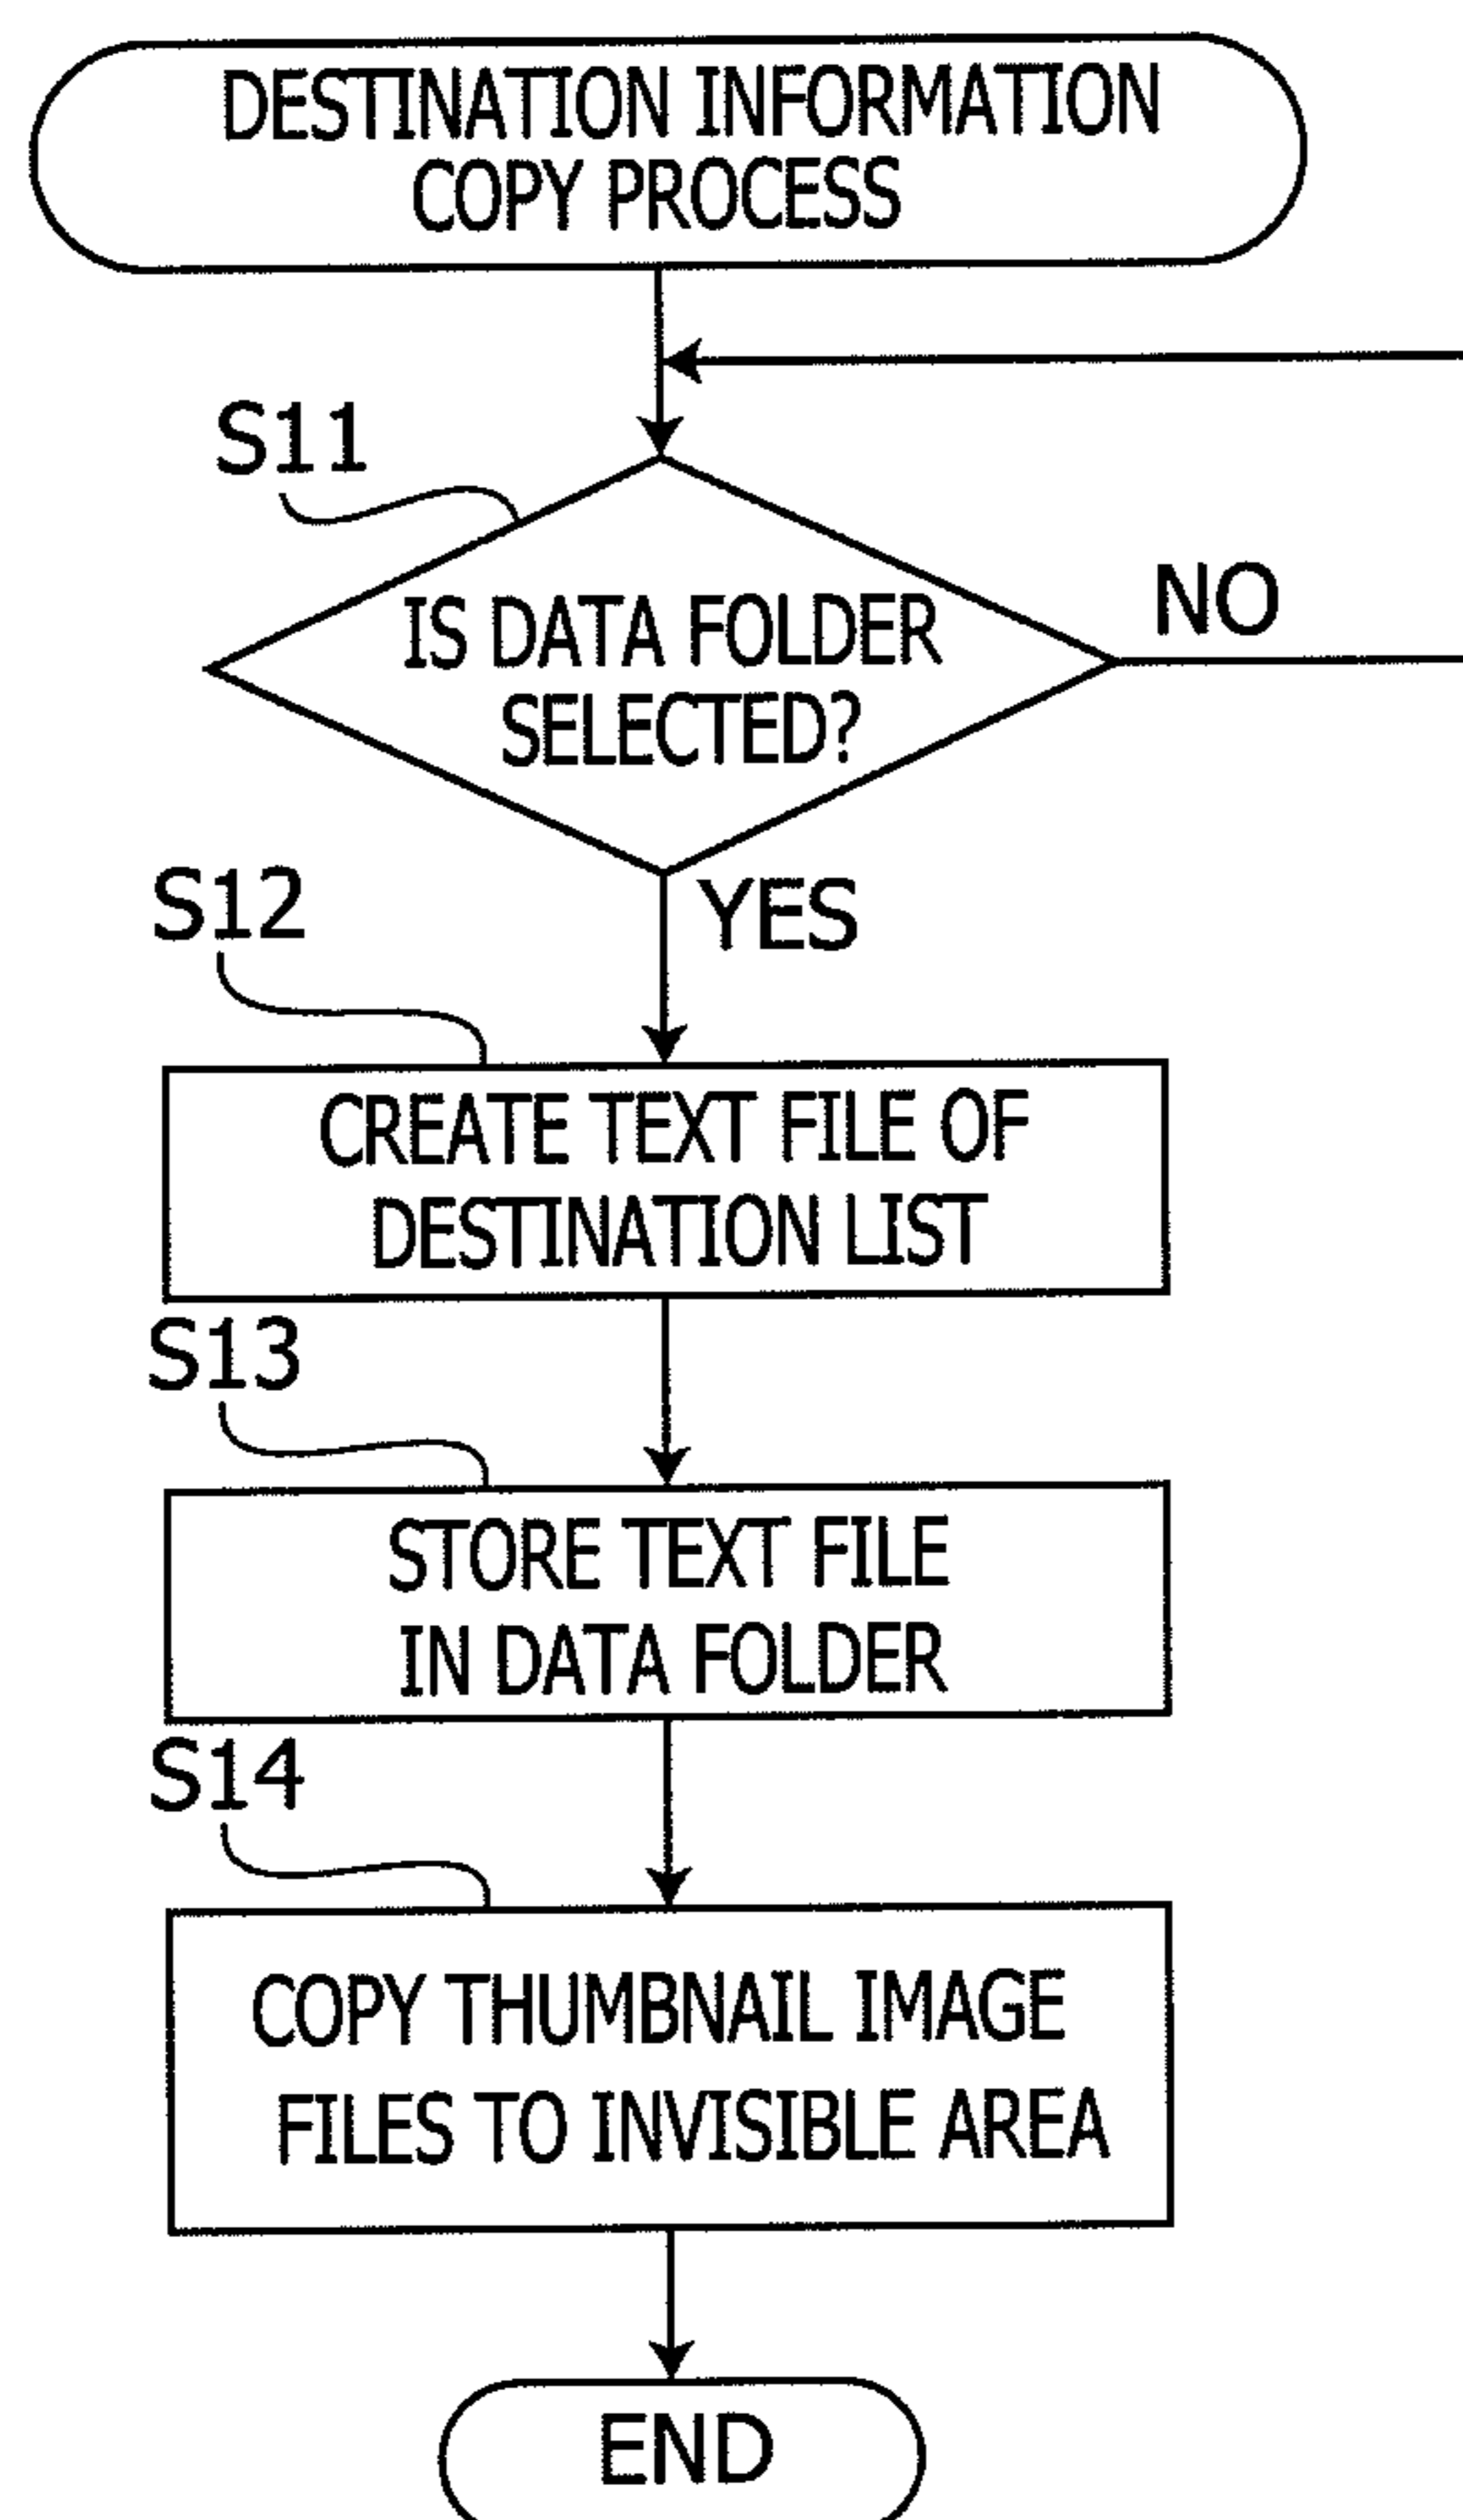 DESTINATION INFORMATION
COPY PROCESS
S11
IS DATA FOLDER
SELECTED?
NO
YES
S12
CREATE TEXT FILE OF
DESTINATION LIST
S13
STORE TEXT FILE
IN DATA FOLDER
S14
COPY THUMBNAIL IMAGE
FILES TO INVISIBLE AREA
END